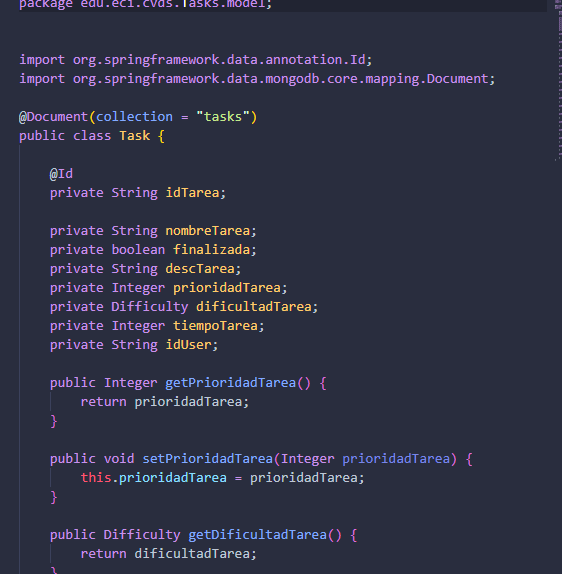 package edu.eci.cvds.Tasks.model;
import org.springframework.data.annotation.Id;
import org.springframework.data.mongodb.core.mapping.Document;
@Document(collection = "tasks")
public class Task {
@Id
private String idTarea;
private String nombreTarea;
private boolean finalizada;
private String descTarea;
private Integer prioridadTarea;
private Difficulty dificultadTarea;
private Integer tiempoTarea;
private String idUser;
public Integer getPrioridadTarea() {
return prioridadTarea;
}
public void setPrioridadTarea(Integer prioridadTarea) {
this.prioridadTarea = prioridadTarea;
}
public Difficulty getDificultadTarea() {
return dificultadTarea;
}